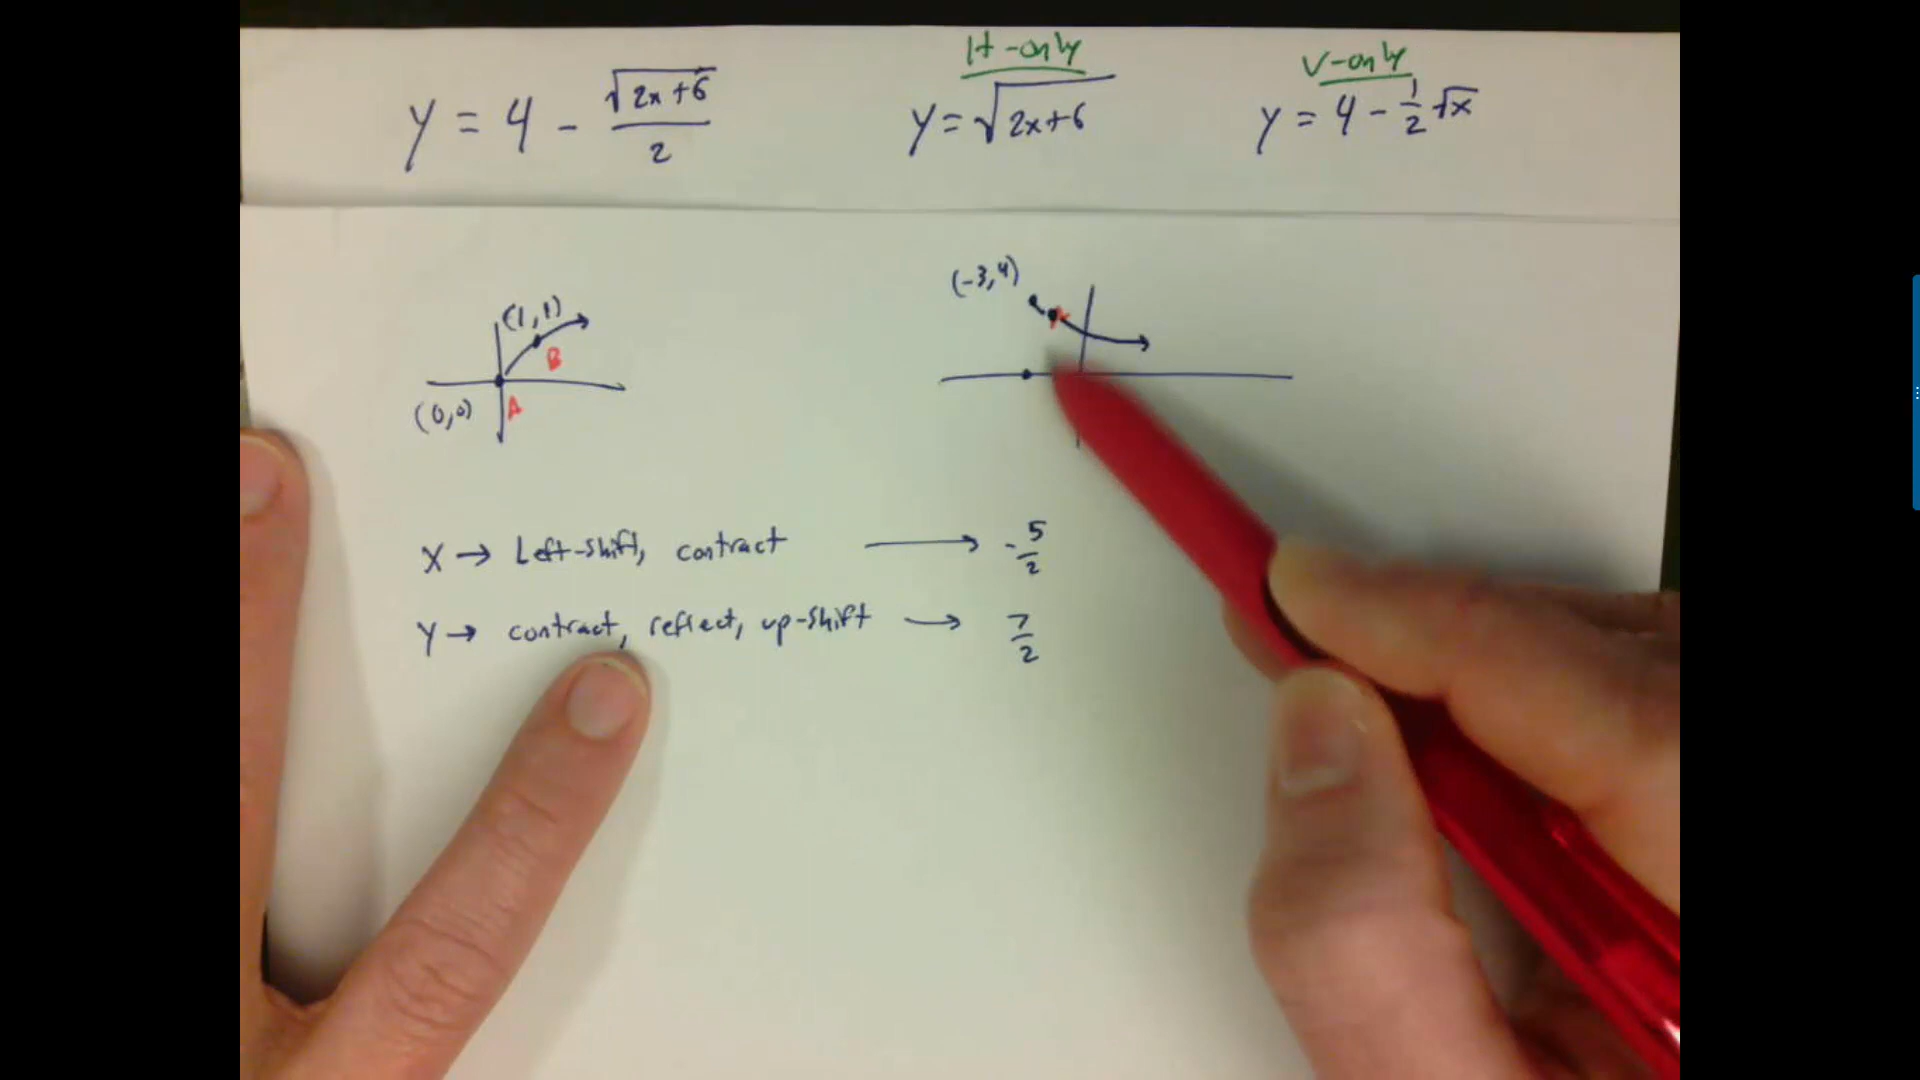 H-only V-only
y = 4 - √(2x+6)/2 y = √(2x+6) y = 4 - 1/2 √x
(-3,4)
(1,1)
B
(0,0) A
X → Left-shift, contract → -5/2
Y → contract, reflect, up-shift → 7/2